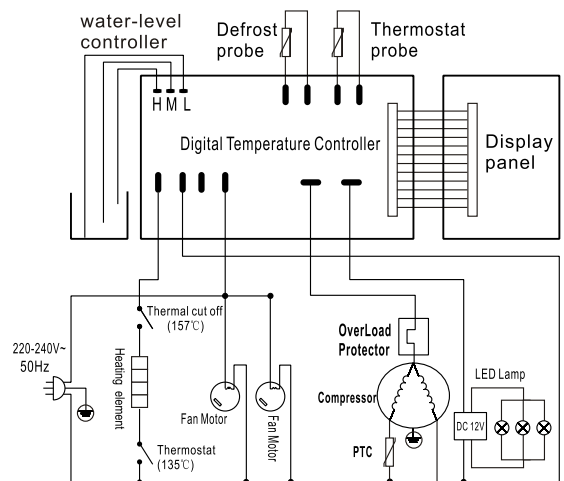 water-level
controller
Defrost
probe
Thermostat
probe
H M L
Digital Temperature Controller
Display
panel
Thermal cut off
(157℃)
OverLoad
Protector
220-240V~
50Hz
Heating element
LED Lamp
Compressor
Fan Motor
Fan Motor
DC 12V
PTC
Thermostat
(135℃)